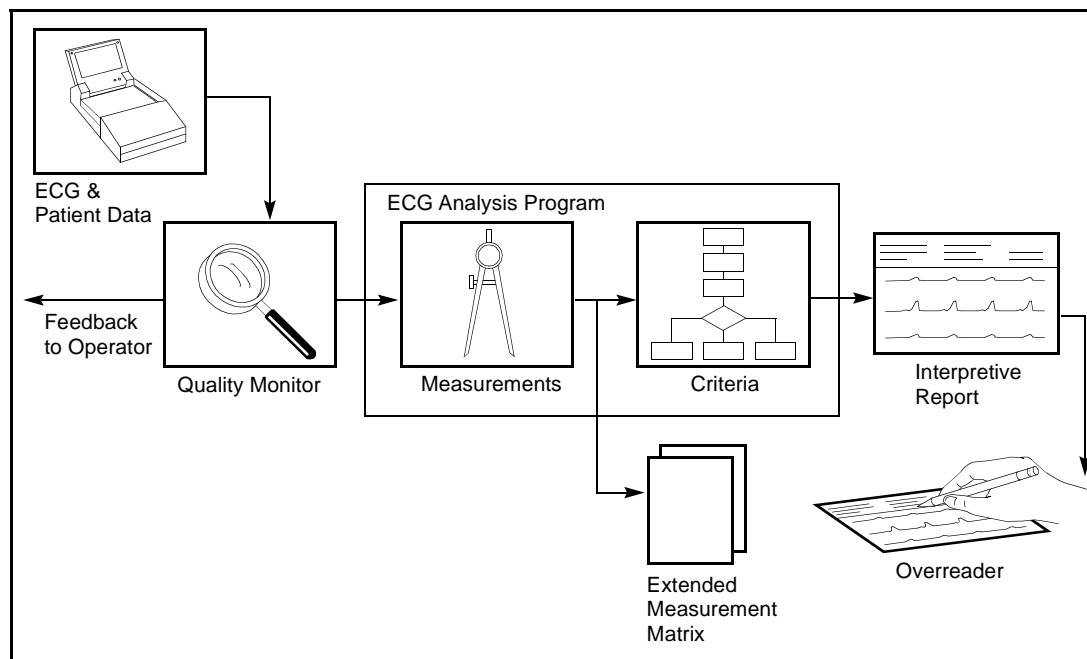 ECG &
Patient Data
ECG Analysis Program
Feedback
to Operator
Quality Monitor
Measurements
Criteria
Interpretive
Report
Extended
Measurement
Matrix
Overreader